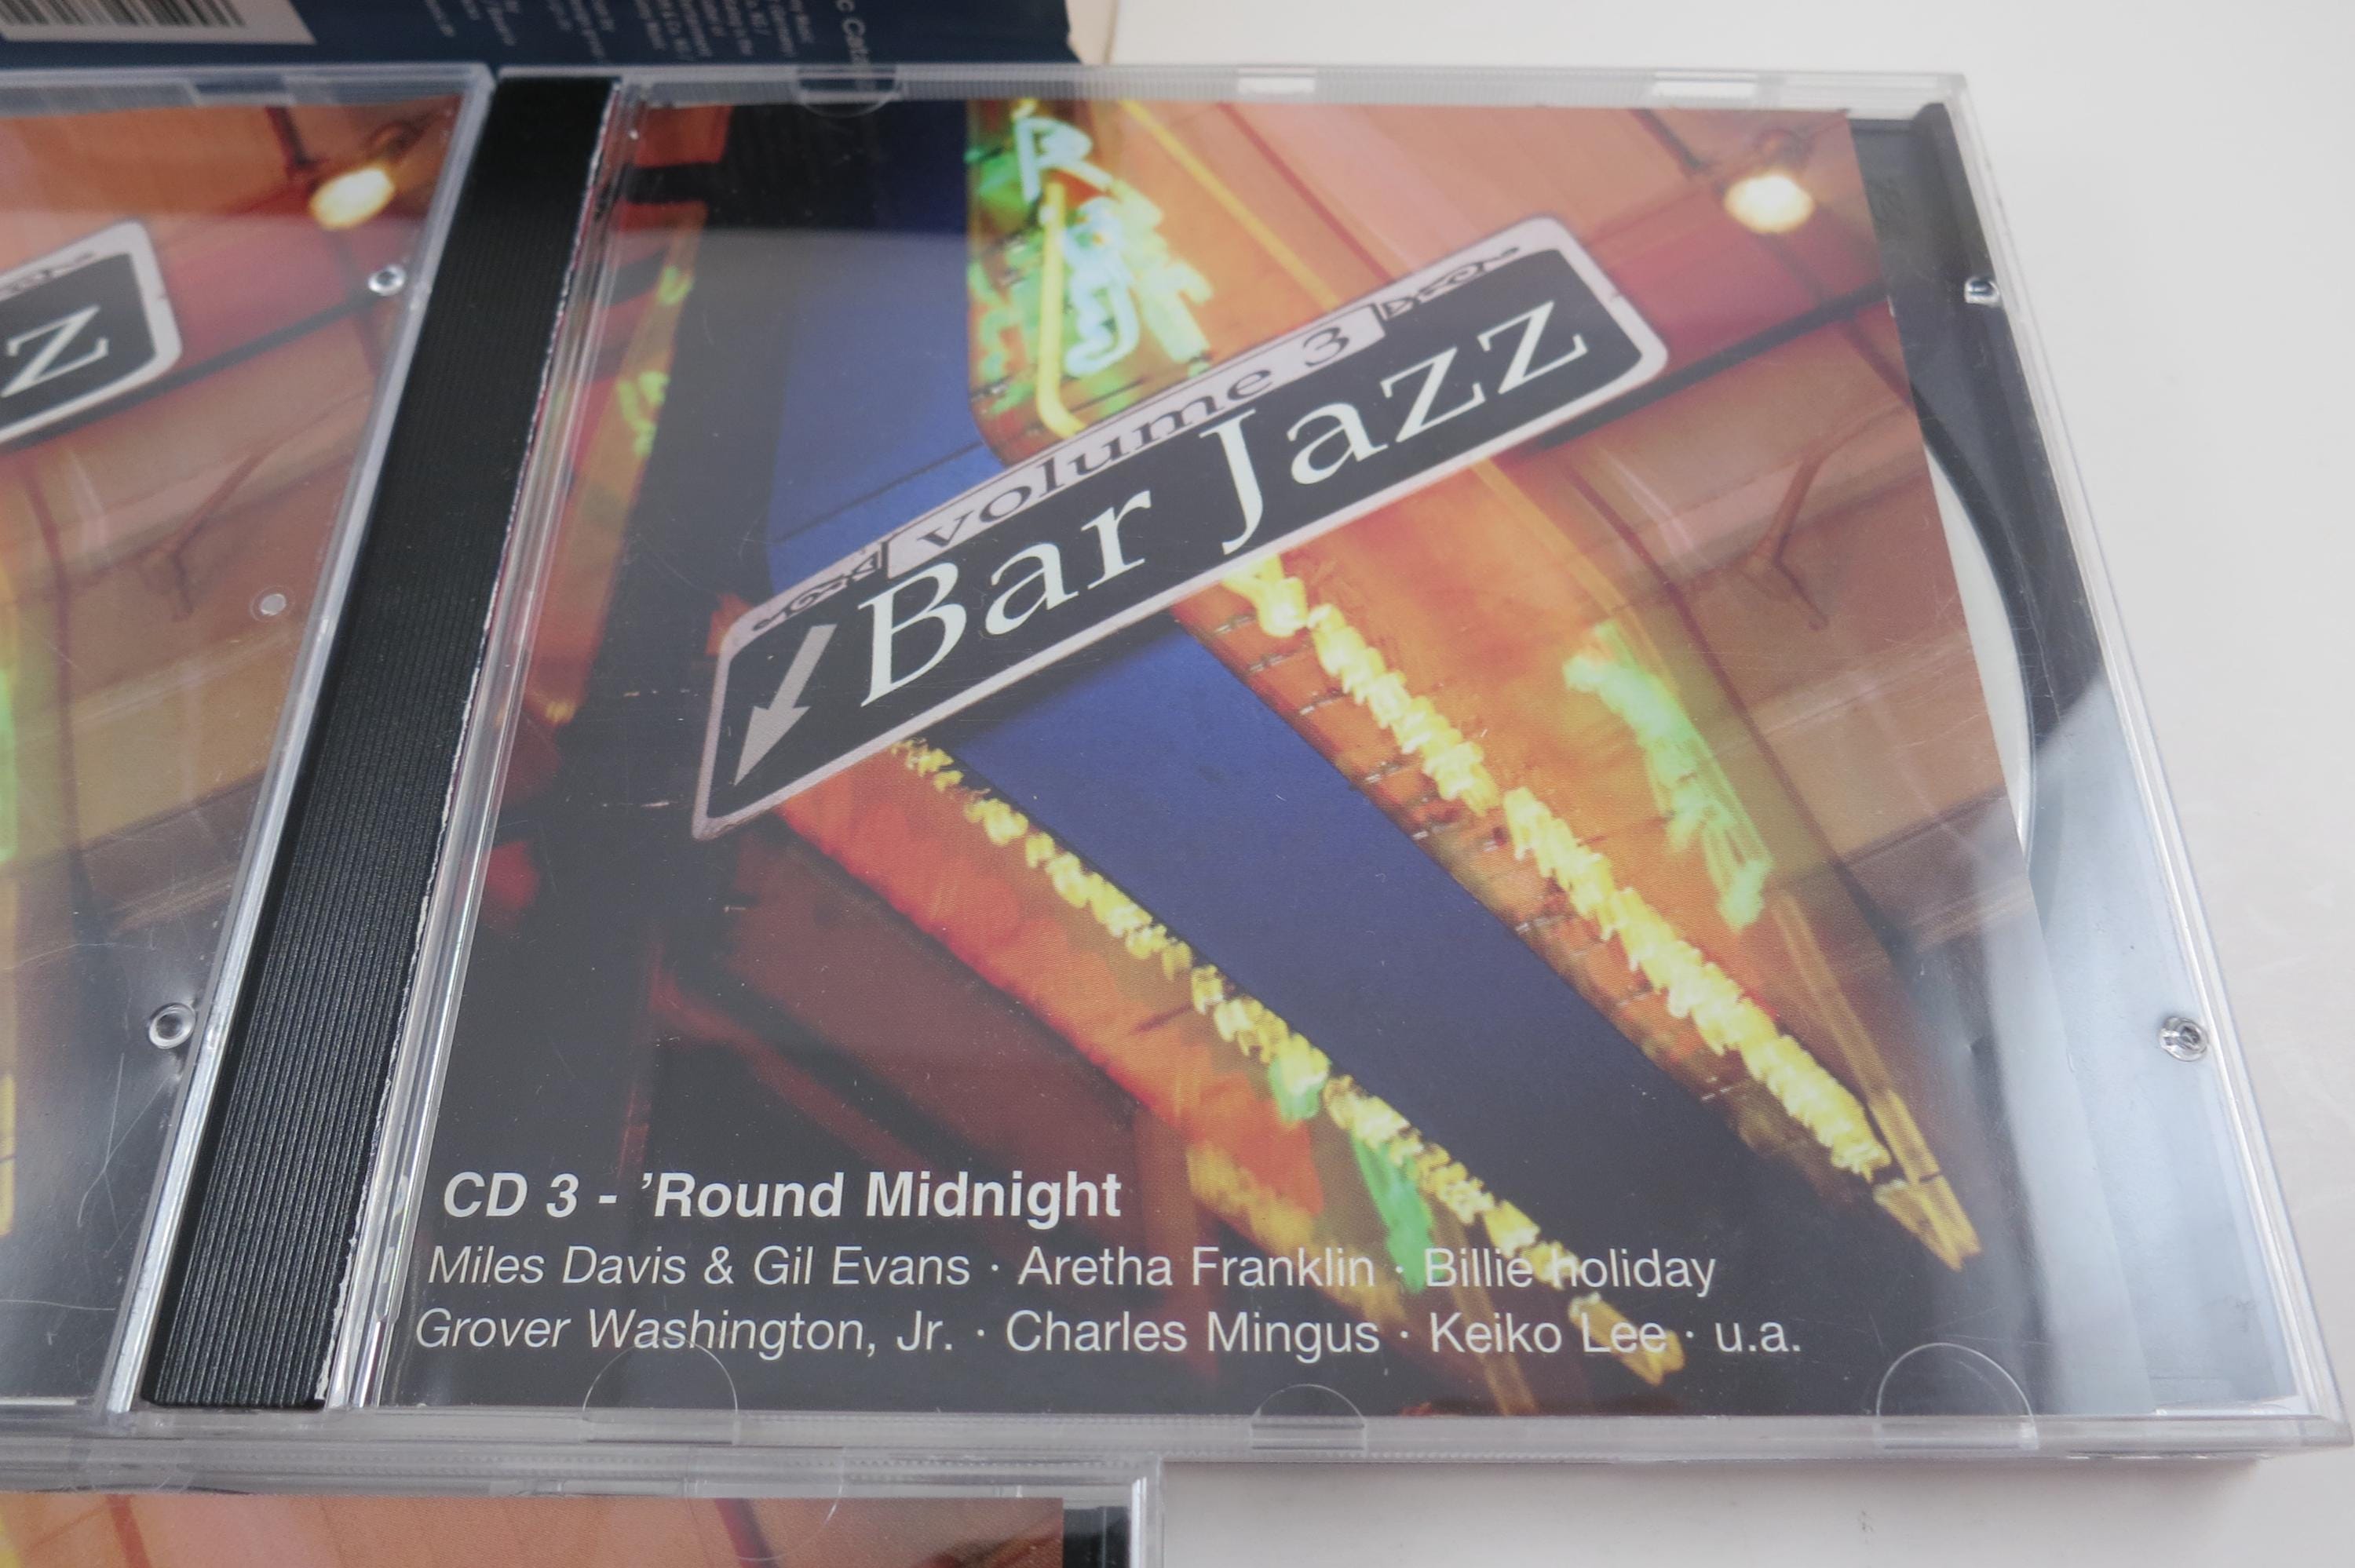 volume 3
Bar Jazz
z
CD 3 - ’Round Midnight
Miles Davis & Gil Evans · Aretha Franklin · Billie holiday
Grover Washington, Jr. · Charles Mingus · Keiko Lee · u.a.